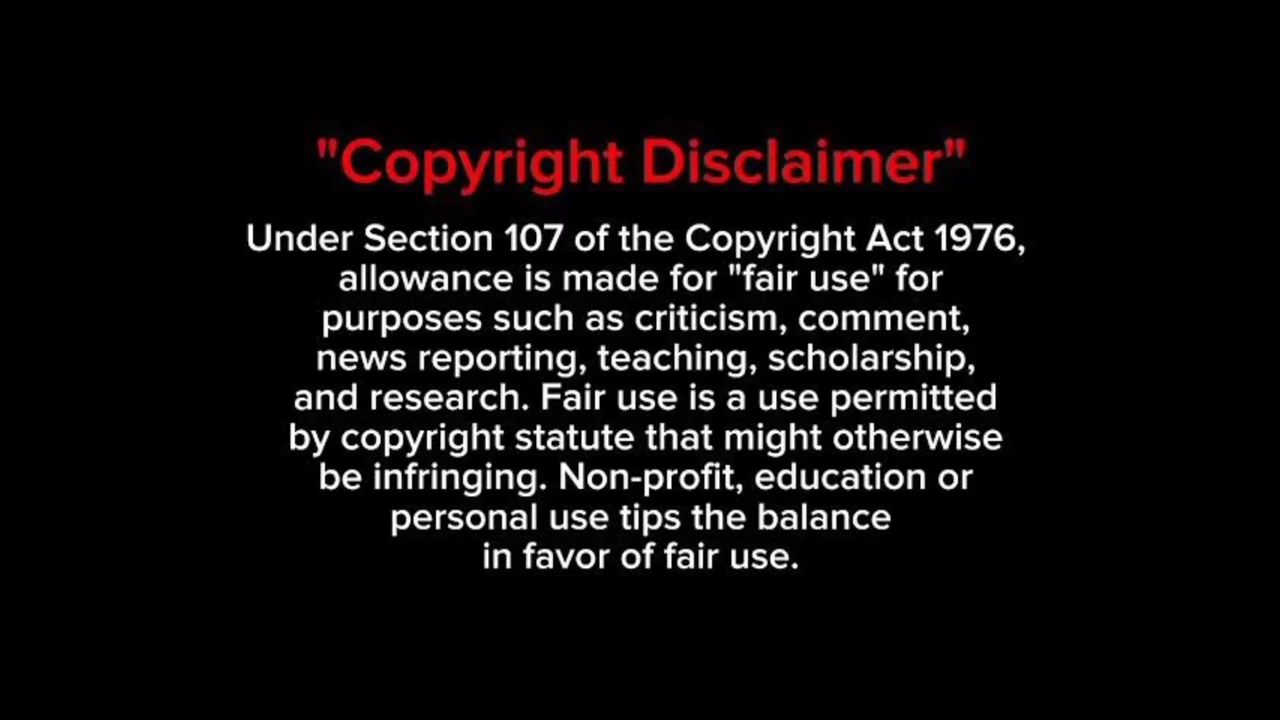 "Copyright Disclaimer"
Under Section 107 of the Copyright Act 1976,
allowance is made for "fair use" for
purposes such as criticism, comment,
news reporting, teaching, scholarship,
and research. Fair use is a use permitted
by copyright statute that might otherwise
be infringing. Non-profit, education or
personal use tips the balance
in favor of fair use.